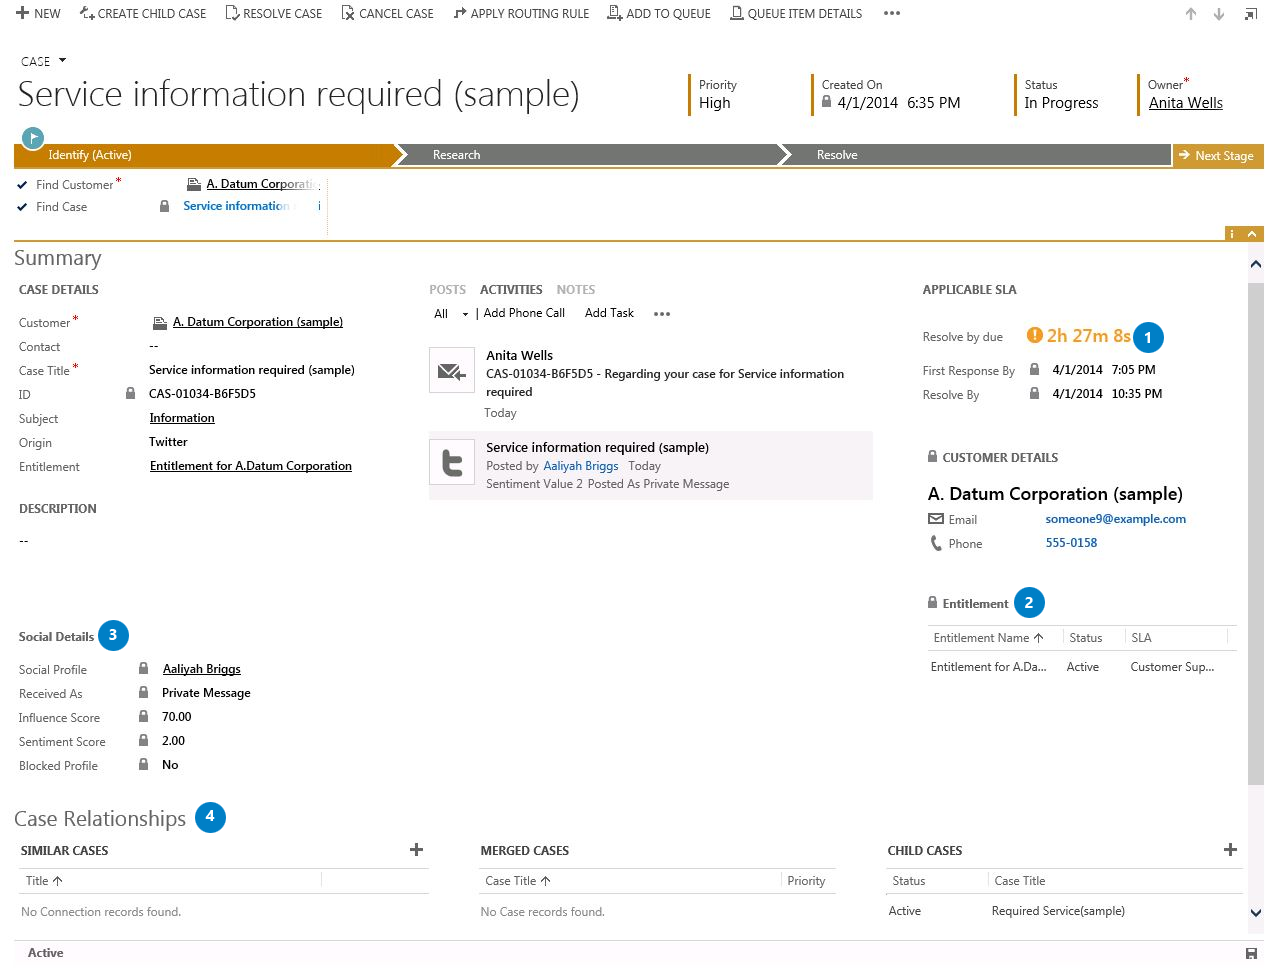 NEW CREATE CHILD CASE RESOLVE CASE CANCEL CASE APPLY ROUTING RULE ADD TO QUEUE QUEUE ITEM DETAILS •••
CASE
Service information required (sample)
Priority
High
Created On
4/1/2014 6:35 PM
Status
In Progress
Owner*
Anita Wells
Identify (Active) Research Resolve Next Stage
Find Customer* A. Datum Corporatio
Find Case Service information
Summary
CASE DETAILS
Customer* A. Datum Corporation (sample)
Contact --
Case Title* Service information required (sample)
ID CAS-01034-B6F5D5
Subject Information
Origin Twitter
Entitlement Entitlement for A.Datum Corporation
DESCRIPTION
--
Social Details 3
Social Profile Aaliyah Briggs
Received As Private Message
Influence Score 70.00
Sentiment Score 2.00
Blocked Profile No
POSTS ACTIVITIES NOTES
All | Add Phone Call Add Task •••
Anita Wells
CAS-01034-B6F5D5 - Regarding your case for Service information
required
Today
Service information required (sample)
Posted by Aaliyah Briggs Today
Sentiment Value 2 Posted As Private Message
APPLICABLE SLA
Resolve by due 2h 27m 8s 1
First Response By 4/1/2014 7:05 PM
Resolve By 4/1/2014 10:35 PM
CUSTOMER DETAILS
A. Datum Corporation (sample)
Email someone9@example.com
Phone 555-0158
Entitlement 2
Entitlement Name Status SLA
Entitlement for A.Da... Active Customer Sup...
Case Relationships 4
SIMILAR CASES
Title
No Connection records found.
MERGED CASES
Case Title Priority
No Case records found.
CHILD CASES
Status Case Title
Active Required Service(sample)
Active